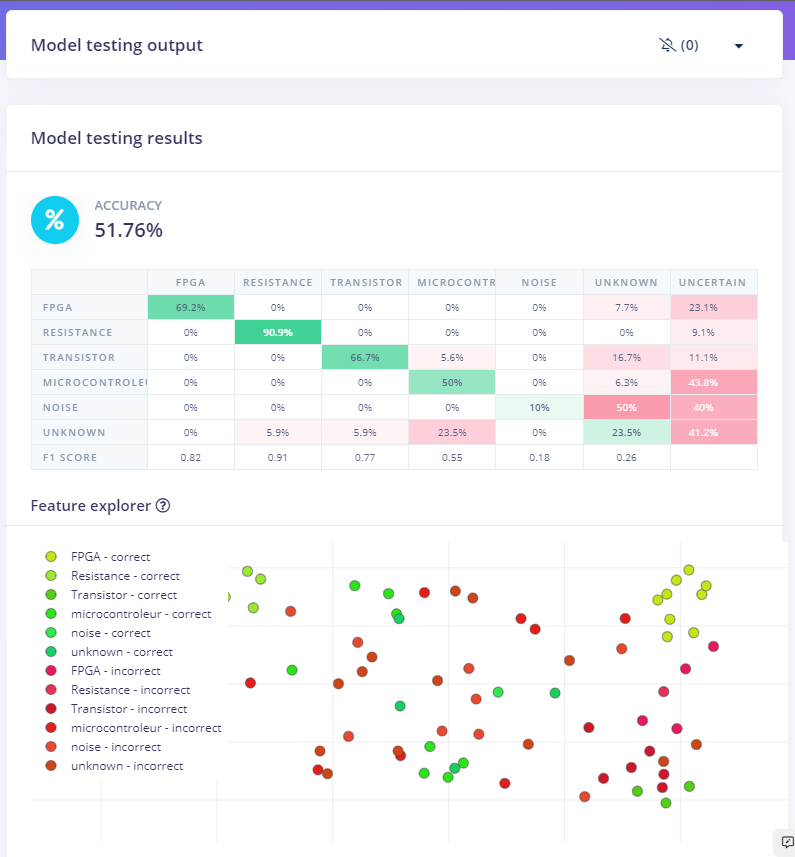 Model testing output
(0)
Model testing results
%
ACCURACY
51.76%
FPGA RESISTANCE TRANSISTOR MICROCONTR NOISE UNKNOWN UNCERTAIN
FPGA 69.2% 0% 0% 0% 0% 7.7% 23.1%
RESISTANCE 0% 90.9% 0% 0% 0% 0% 9.1%
TRANSISTOR 0% 0% 66.7% 5.6% 0% 16.7% 11.1%
MICROCONTROLEU 0% 0% 0% 50% 0% 6.3% 43.8%
NOISE 0% 0% 0% 0% 10% 50% 40%
UNKNOWN 0% 5.9% 5.9% 23.5% 0% 23.5% 41.2%
F1 SCORE 0.82 0.91 0.77 0.55 0.18 0.26
Feature explorer ?
FPGA - correct
Resistance - correct
Transistor - correct
microcontroleur - correct
noise - correct
unknown - correct
FPGA - incorrect
Resistance - incorrect
Transistor - incorrect
microcontroleur - incorrect
noise - incorrect
unknown - incorrect